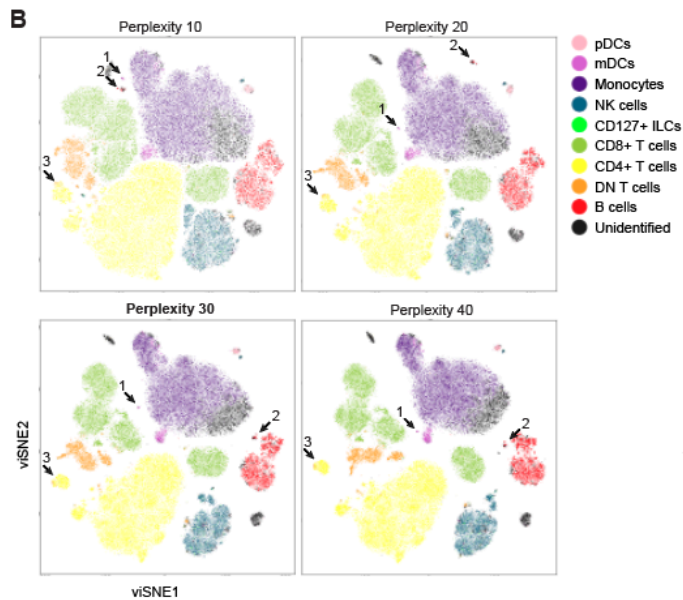 B
Perplexity 10
Perplexity 20
1
2
3
2
1
3
pDCs
mDCs
Monocytes
NK cells
CD127+ ILCs
CD8+ T cells
CD4+ T cells
DN T cells
B cells
Unidentified
Perplexity 30
Perplexity 40
1
2
3
1
2
3
viSNE2
viSNE1